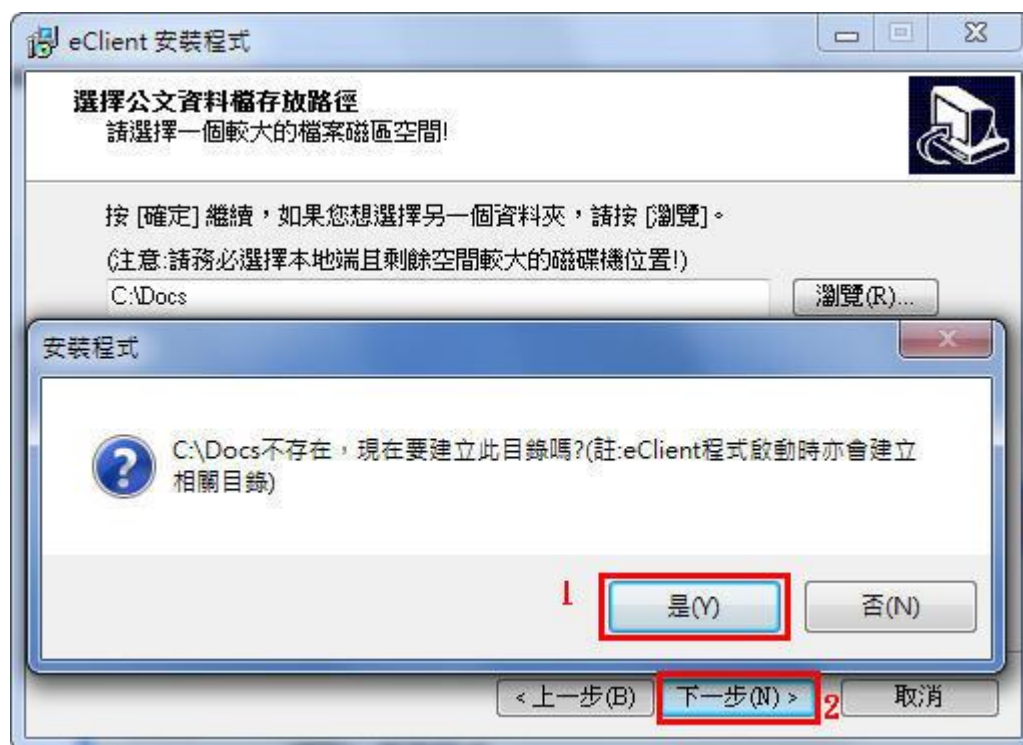 eClient 安裝程式
選擇公文資料檔存放路徑
請選擇一個較大的檔案磁區空間!
按 [確定] 繼續，如果您想選擇另一個資料夾，請按 [瀏覽]。
(注意:請務必選擇本地端且剩餘空間較大的磁碟機位置!)
C:\Docs
瀏覽(R)...
安裝程式
C:\Docs不存在，現在要建立此目錄嗎?(註:eClient程式啟動時亦會建立
相關目錄)
1
是(Y)
否(N)
< 上一步(B)
下一步(N) >
2
取消